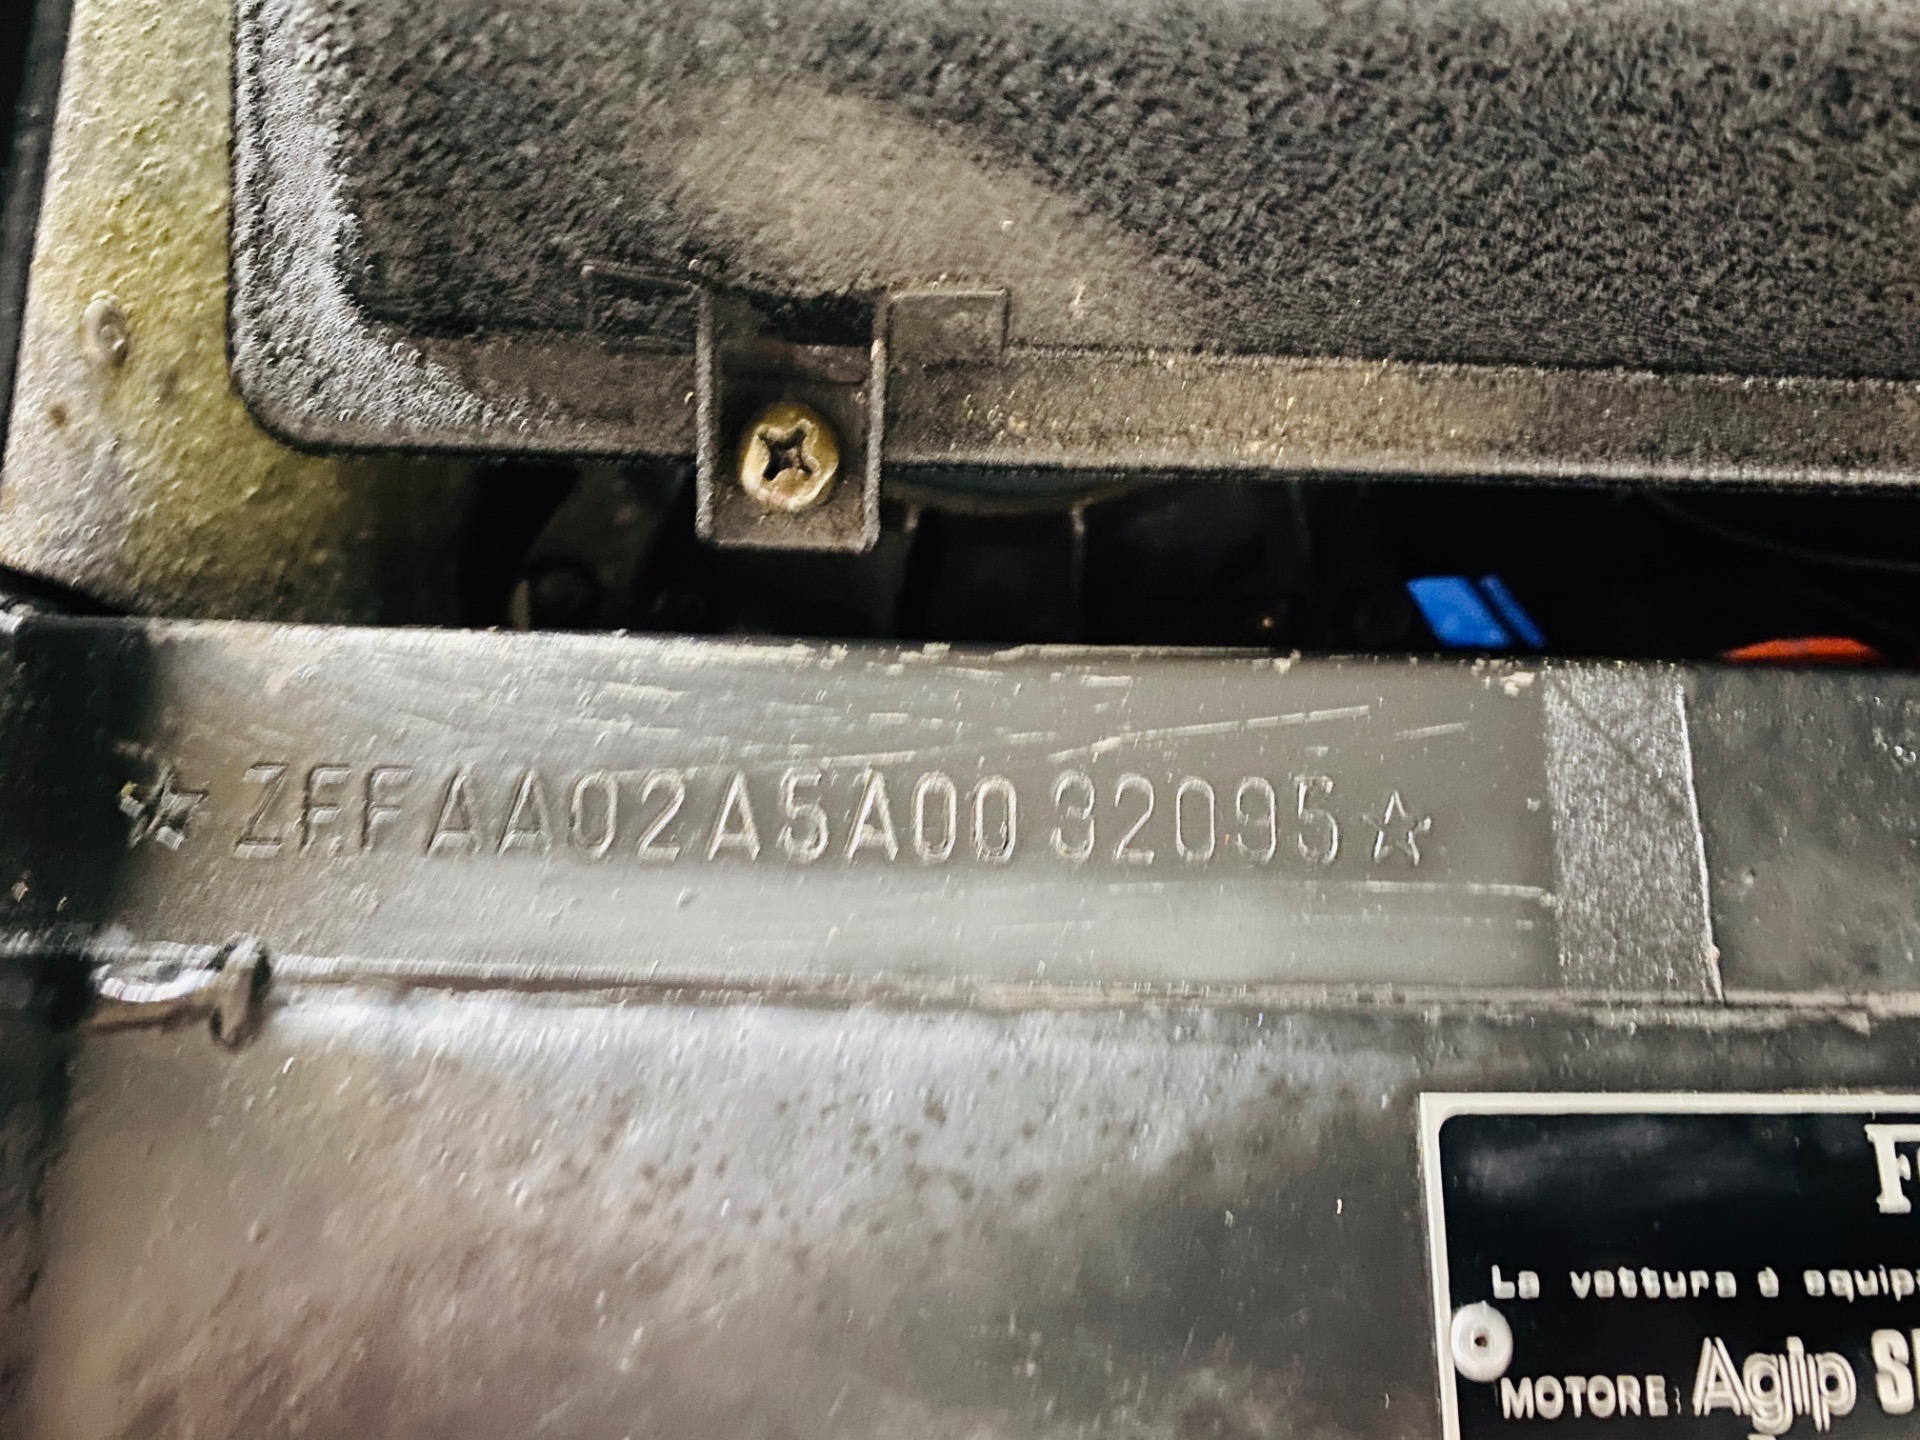 ☆ ZFFAA02A5A0032095☆
La vettura è equip
MOTORE: Agip